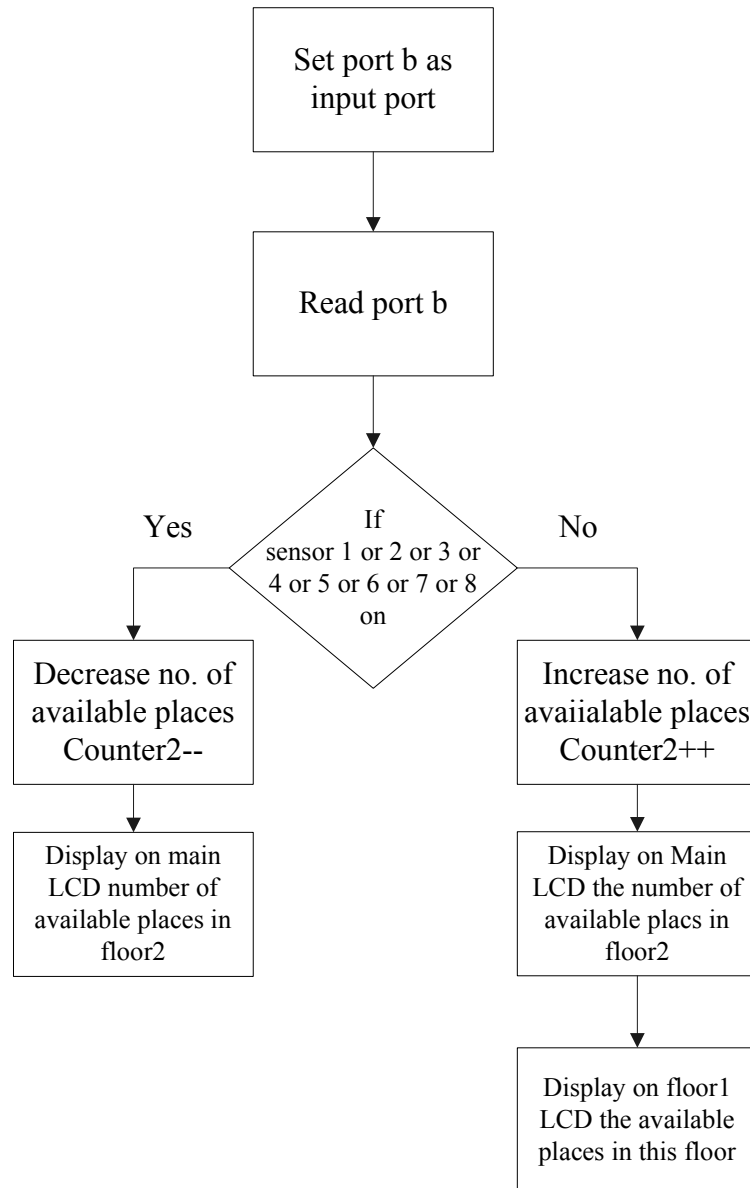 Set port b as
input port
Read port b
If
sensor 1 or 2 or 3 or
4 or 5 or 6 or 7 or 8
on
Yes
No
Decrease no. of
available places
Counter2--
Increase no. of
avaiialable places
Counter2++
Display on main
LCD number of
available places in
floor2
Display on Main
LCD the number of
available placs in
floor2
Display on floor1
LCD the available
places in this floor